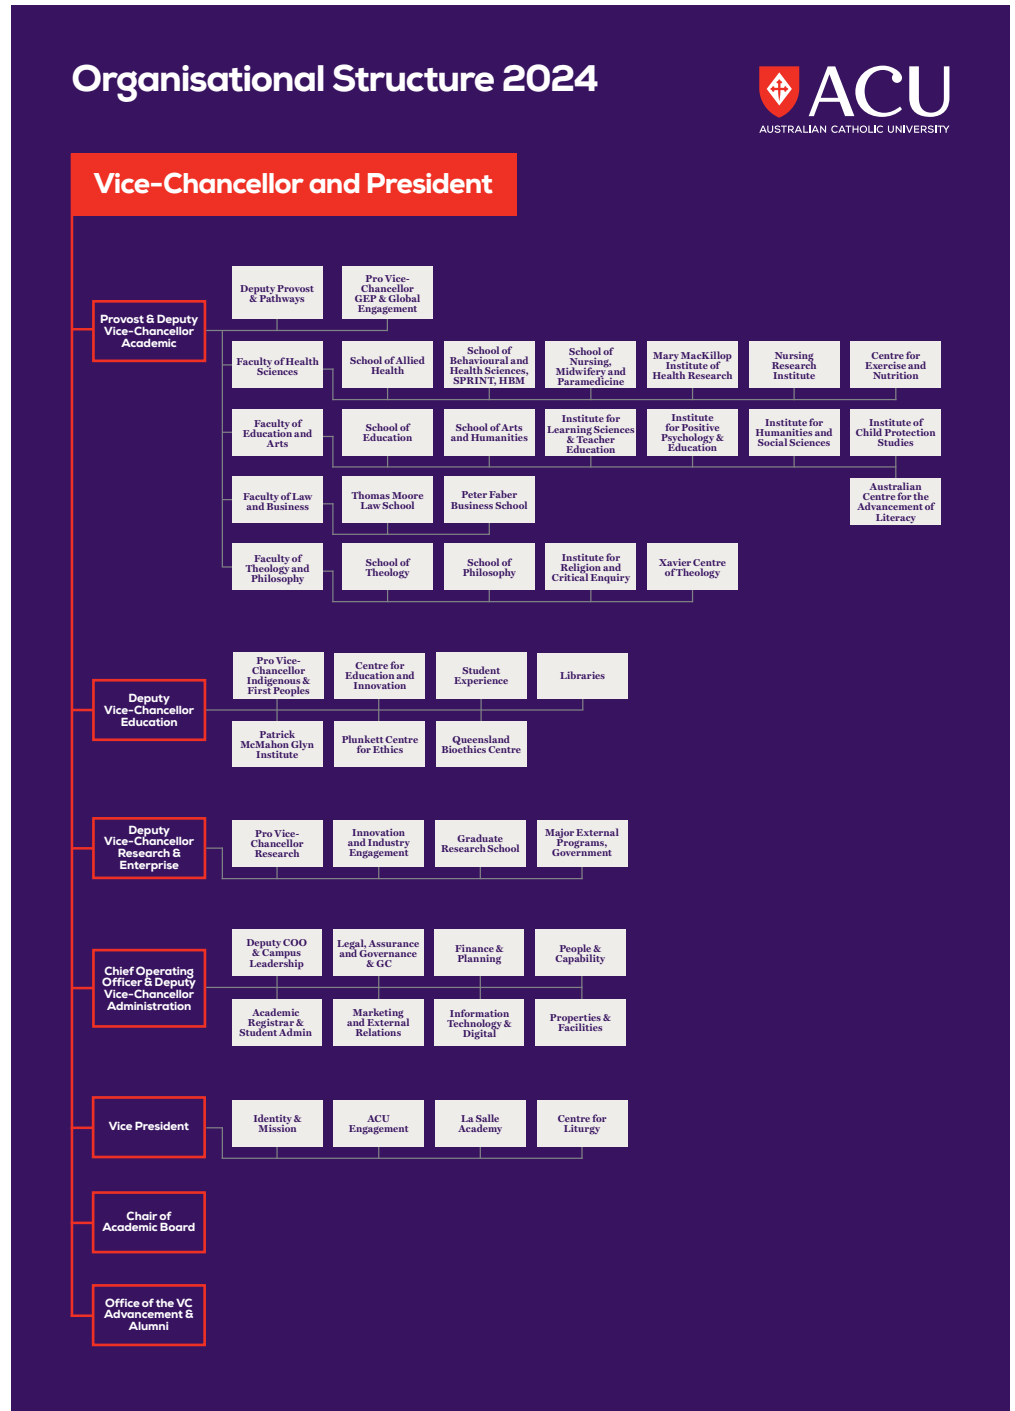 Organisational Structure 2024
ACU
AUSTRALIAN CATHOLIC UNIVERSITY
Vice-Chancellor and President
Provost & Deputy
Vice-Chancellor
Academic
Deputy Provost
& Pathways
Pro Vice-
Chancellor
GEP & Global
Engagement
Faculty of Health
Sciences
School of Allied
Health
School of
Behavioural and
Health Sciences,
SPRINT, HBM
School of
Nursing,
Midwifery and
Paramedicine
Mary MacKillop
Institute of
Health Research
Nursing
Research
Institute
Centre for
Exercise and
Nutrition
Faculty of
Education and
Arts
School of
Education
School of Arts
and Humanities
Institute for
Learning Sciences
& Teacher
Education
Institute
for Positive
Psychology &
Education
Institute for
Humanities and
Social Sciences
Institute of
Child Protection
Studies
Australian
Centre for the
Advancement of
Literacy
Faculty of Law
and Business
Thomas Moore
Law School
Peter Faber
Business School
Faculty of
Theology and
Philosophy
School of
Theology
School of
Philosophy
Institute for
Religion and
Critical Enquiry
Xavier Centre
of Theology
Deputy
Vice-Chancellor
Education
Pro Vice-
Chancellor
Indigenous &
First Peoples
Centre for
Education and
Innovation
Student
Experience
Libraries
Patrick
McMahon Glyn
Institute
Plunkett Centre
for Ethics
Queensland
Bioethics Centre
Deputy
Vice-Chancellor
Research &
Enterprise
Pro Vice-
Chancellor
Research
Innovation
and Industry
Engagement
Graduate
Research School
Major External
Programs,
Government
Chief Operating
Officer & Deputy
Vice-Chancellor
Administration
Deputy COO
& Campus
Leadership
Legal, Assurance
and Governance
& GC
Finance &
Planning
People &
Capability
Academic
Registrar &
Student Admin
Marketing
and External
Relations
Information
Technology &
Digital
Properties &
Facilities
Vice President
Identity &
Mission
ACU
Engagement
La Salle
Academy
Centre for
Liturgy
Chair of
Academic Board
Office of the VC
Advancement &
Alumni